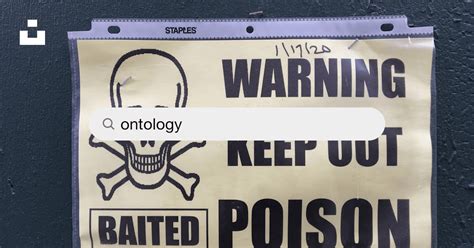 STAPLES
1/17/20
WARNING
ontology
KEEP OUT
BAITED
POISON